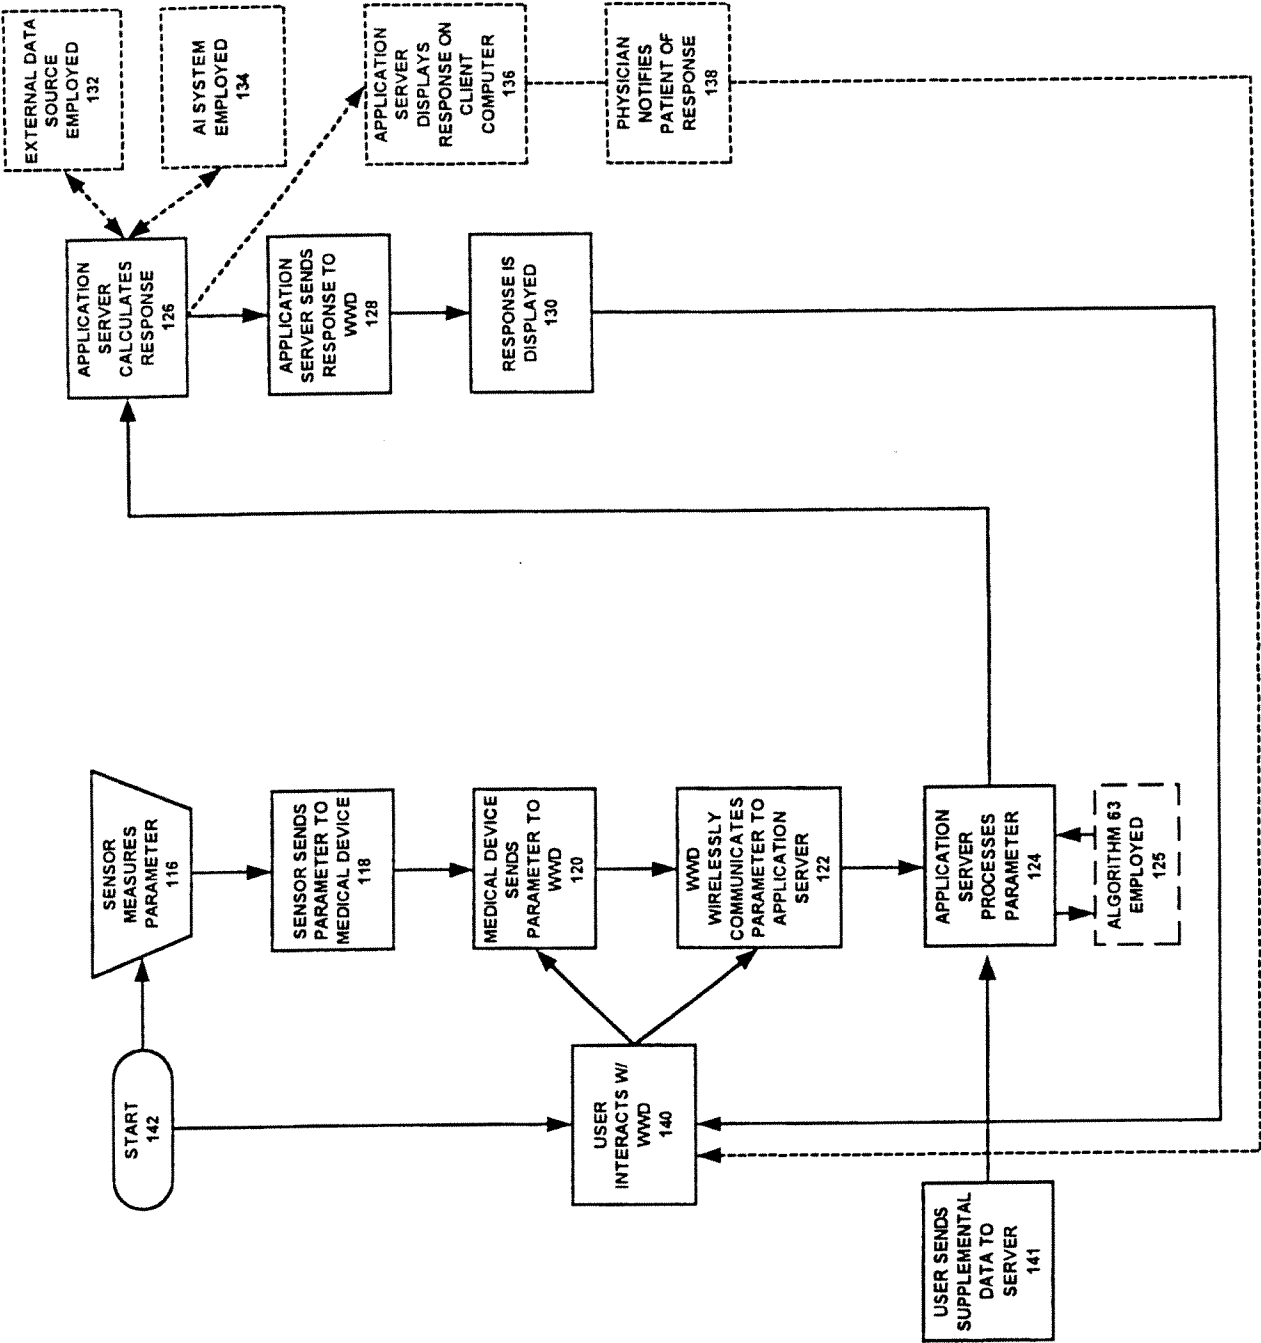 START
142
USER
INTERACTS W/
WWD
140
USER SENDS
SUPPLEMENTAL
DATA TO
SERVER
141
SENSOR
MEASURES
PARAMETER
116
SENSOR SENDS
PARAMETER TO
MEDICAL DEVICE
118
MEDICAL DEVICE
SENDS
PARAMETER TO
WWD
120
WWD
WIRELESSLY
COMMUNICATES
PARAMETER TO
APPLICATION
SERVER
122
APPLICATION
SERVER
PROCESSES
PARAMETER
124
ALGORITHM 63
EMPLOYED
125
APPLICATION
SERVER
CALCULATES
RESPONSE
126
APPLICATION
SERVER SENDS
RESPONSE TO
WWD
128
RESPONSE IS
DISPLAYED
130
EXTERNAL DATA
SOURCE
EMPLOYED
132
AI SYSTEM
EMPLOYED
134
APPLICATION
SERVER
DISPLAYS
RESPONSE ON
CLIENT
COMPUTER
136
PHYSICIAN
NOTIFIES
PATIENT OF
RESPONSE
138